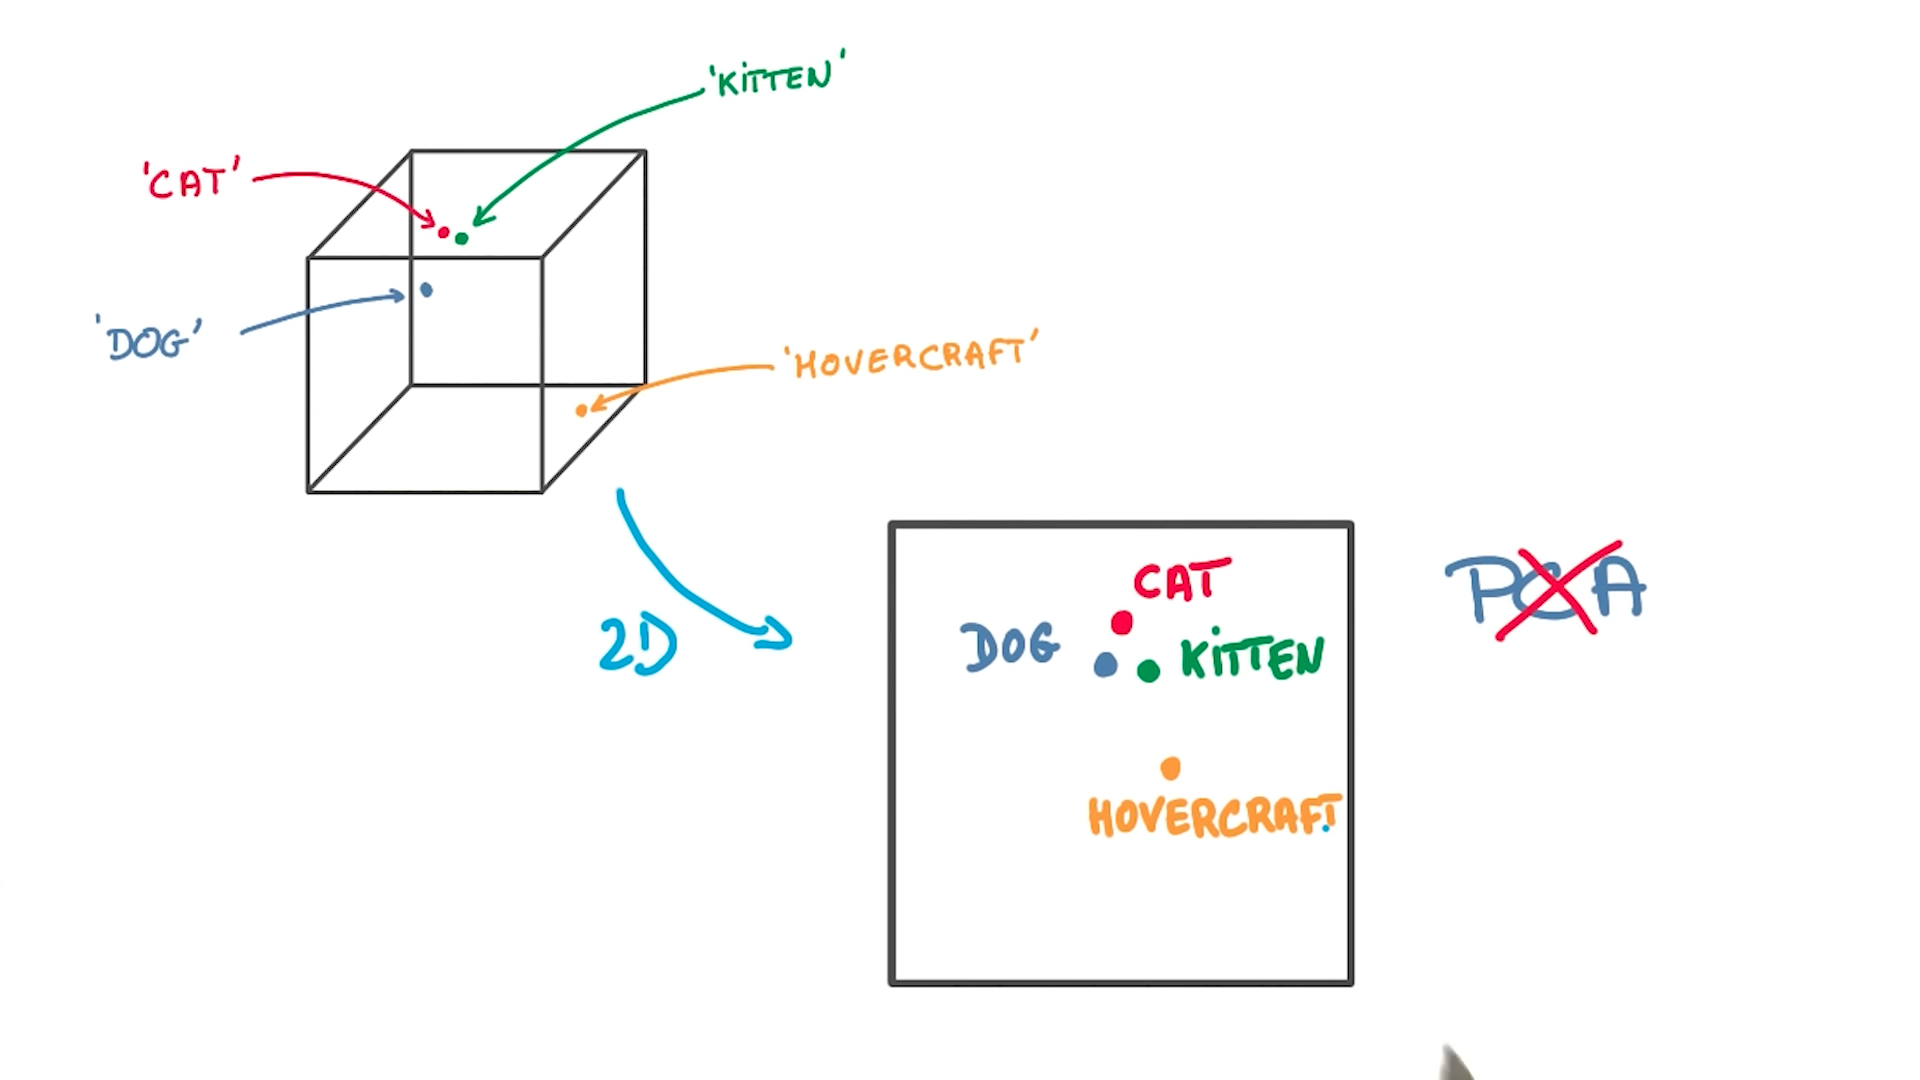 'KITTEN'
'CAT'
'DOG'
'HOVERCRAFT'
2D
CAT
DOG
KITTEN
HOVERCRAFT
PCA